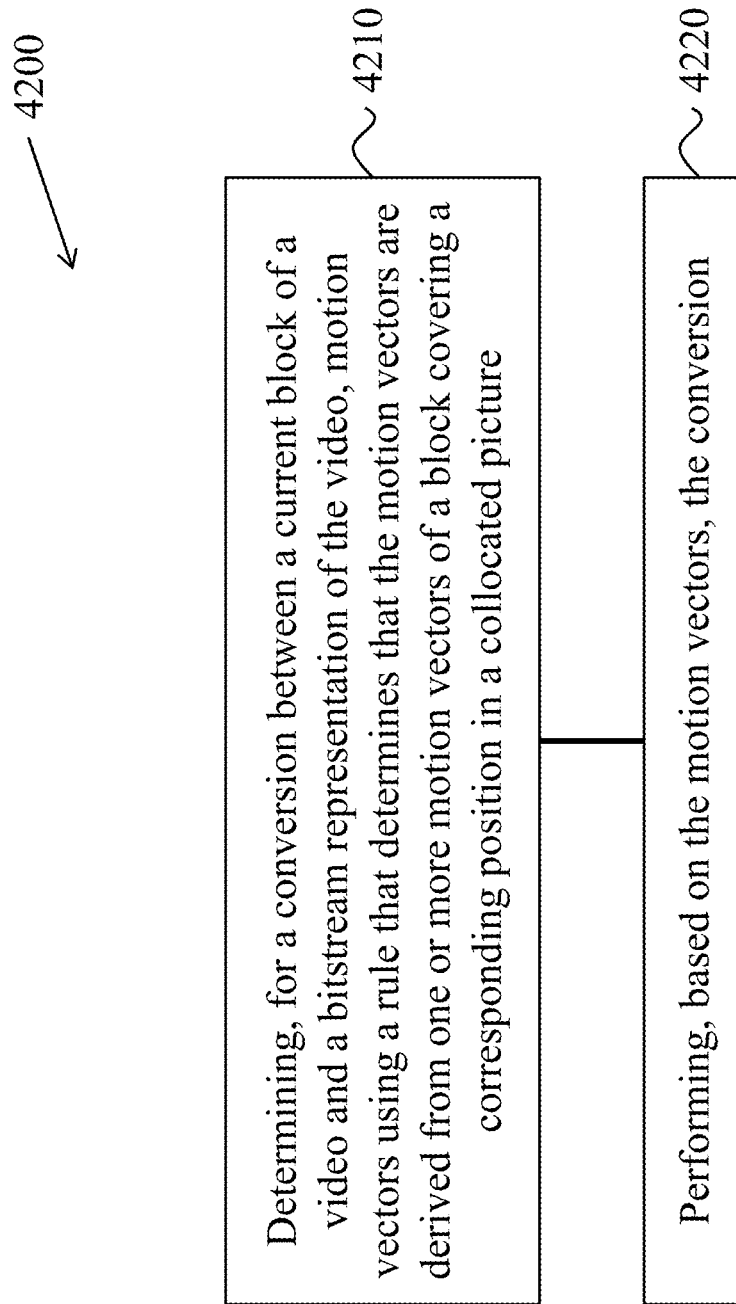 4200
4210
Determining, for a conversion between a current block of a
video and a bitstream representation of the video, motion
vectors using a rule that determines that the motion vectors are
derived from one or more motion vectors of a block covering a
corresponding position in a collocated picture
4220
Performing, based on the motion vectors, the conversion